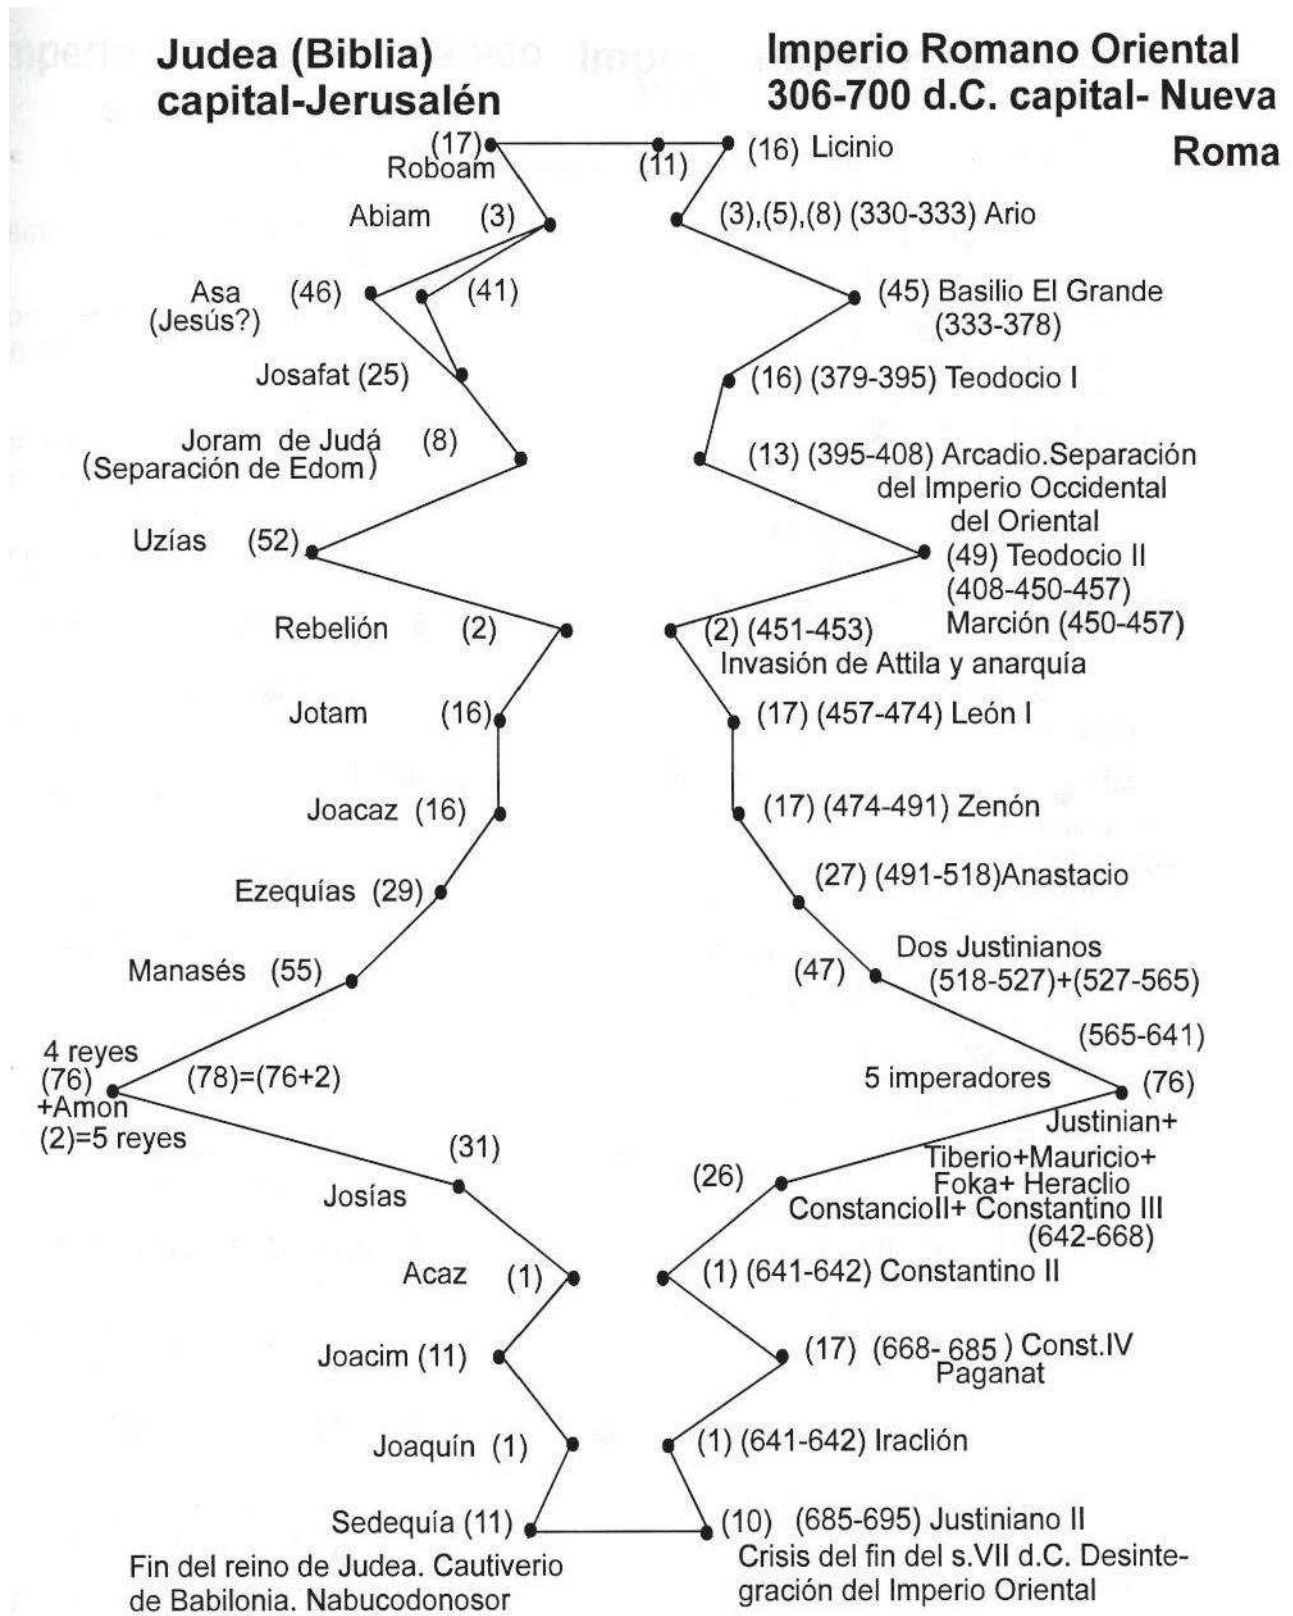 Judea (Biblia)
capital-Jerusalén
Imperio Romano Oriental
306-700 d.C. capital- Nueva
Roma
(17)
Roboam
(11)
(16) Licinio
Abiam (3)
(3),(5),(8) (330-333) Ario
Asa (46)
(Jesús?)
(41)
(45) Basilio El Grande
(333-378)
Josafat (25)
(16) (379-395) Teodocio I
Joram de Judá (8)
(Separación de Edom)
(13) (395-408) Arcadio.Separación
del Imperio Occidental
del Oriental
Uzías (52)
(49) Teodocio II
(408-450-457)
Marción (450-457)
Rebelión (2)
(2) (451-453)
Invasión de Attila y anarquía
Jotam (16)
(17) (457-474) León I
Joacaz (16)
(17) (474-491) Zenón
Ezequías (29)
(27) (491-518)Anastacio
Manasés (55)
(47)
Dos Justinianos
(518-527)+(527-565)
4 reyes
(76)
+Amon
(2)=5 reyes
(78)=(76+2)
(565-641)
5 imperadores (76)
Justinian+
Tiberio+Mauricio+
Foka+ Heraclio
(31)
Josías
(26)
ConstancioII+ Constantino III
(642-668)
Acaz (1)
(1) (641-642) Constantino II
Joacim (11)
(17) (668- 685 ) Const.IV
Paganat
Joaquín (1)
(1) (641-642) Iraclión
Sedequía (11)
(10) (685-695) Justiniano II
Fin del reino de Judea. Cautiverio
de Babilonia. Nabucodonosor
Crisis del fin del s.VII d.C. Desinte-
gración del Imperio Oriental